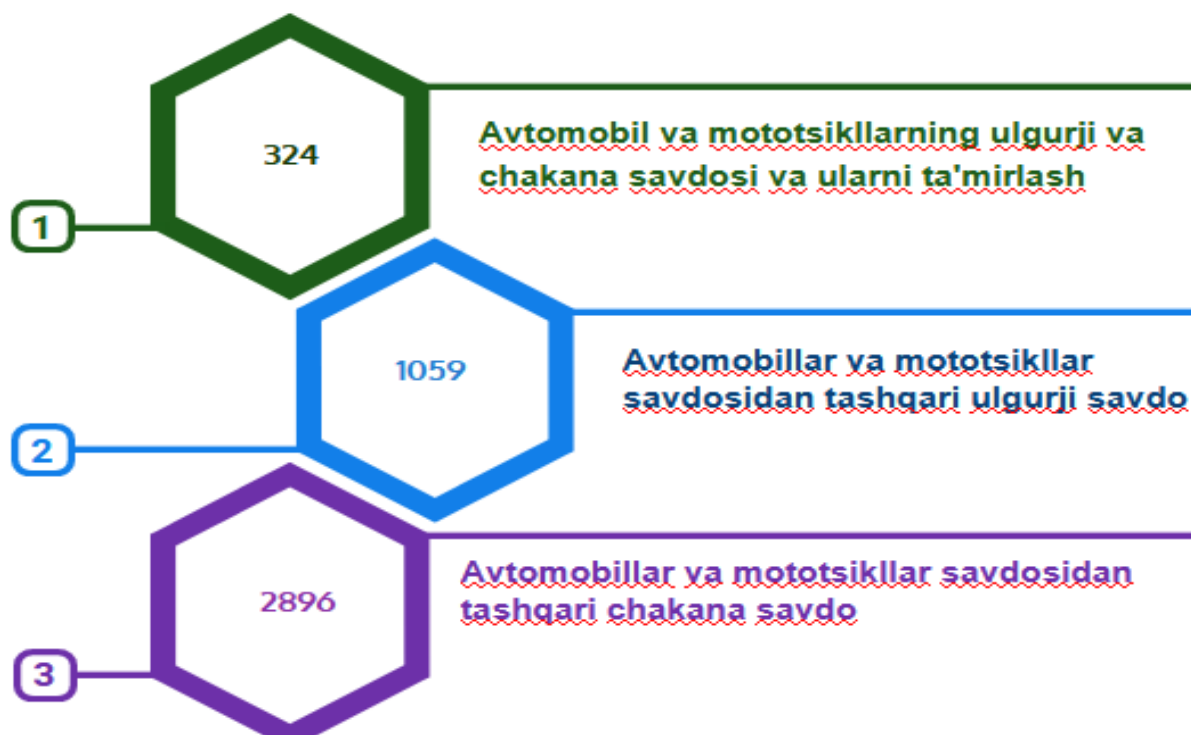 324
Avtomobil va mototsikllarning ulgurji va
chakana savdosi va ularni ta'mirlash
1
1059
Avtomobillar va mototsikllar
savdosidan tashqari ulgurji savdo
2
2896
Avtomobillar va mototsikllar savdosidan
tashqari chakana savdo
3